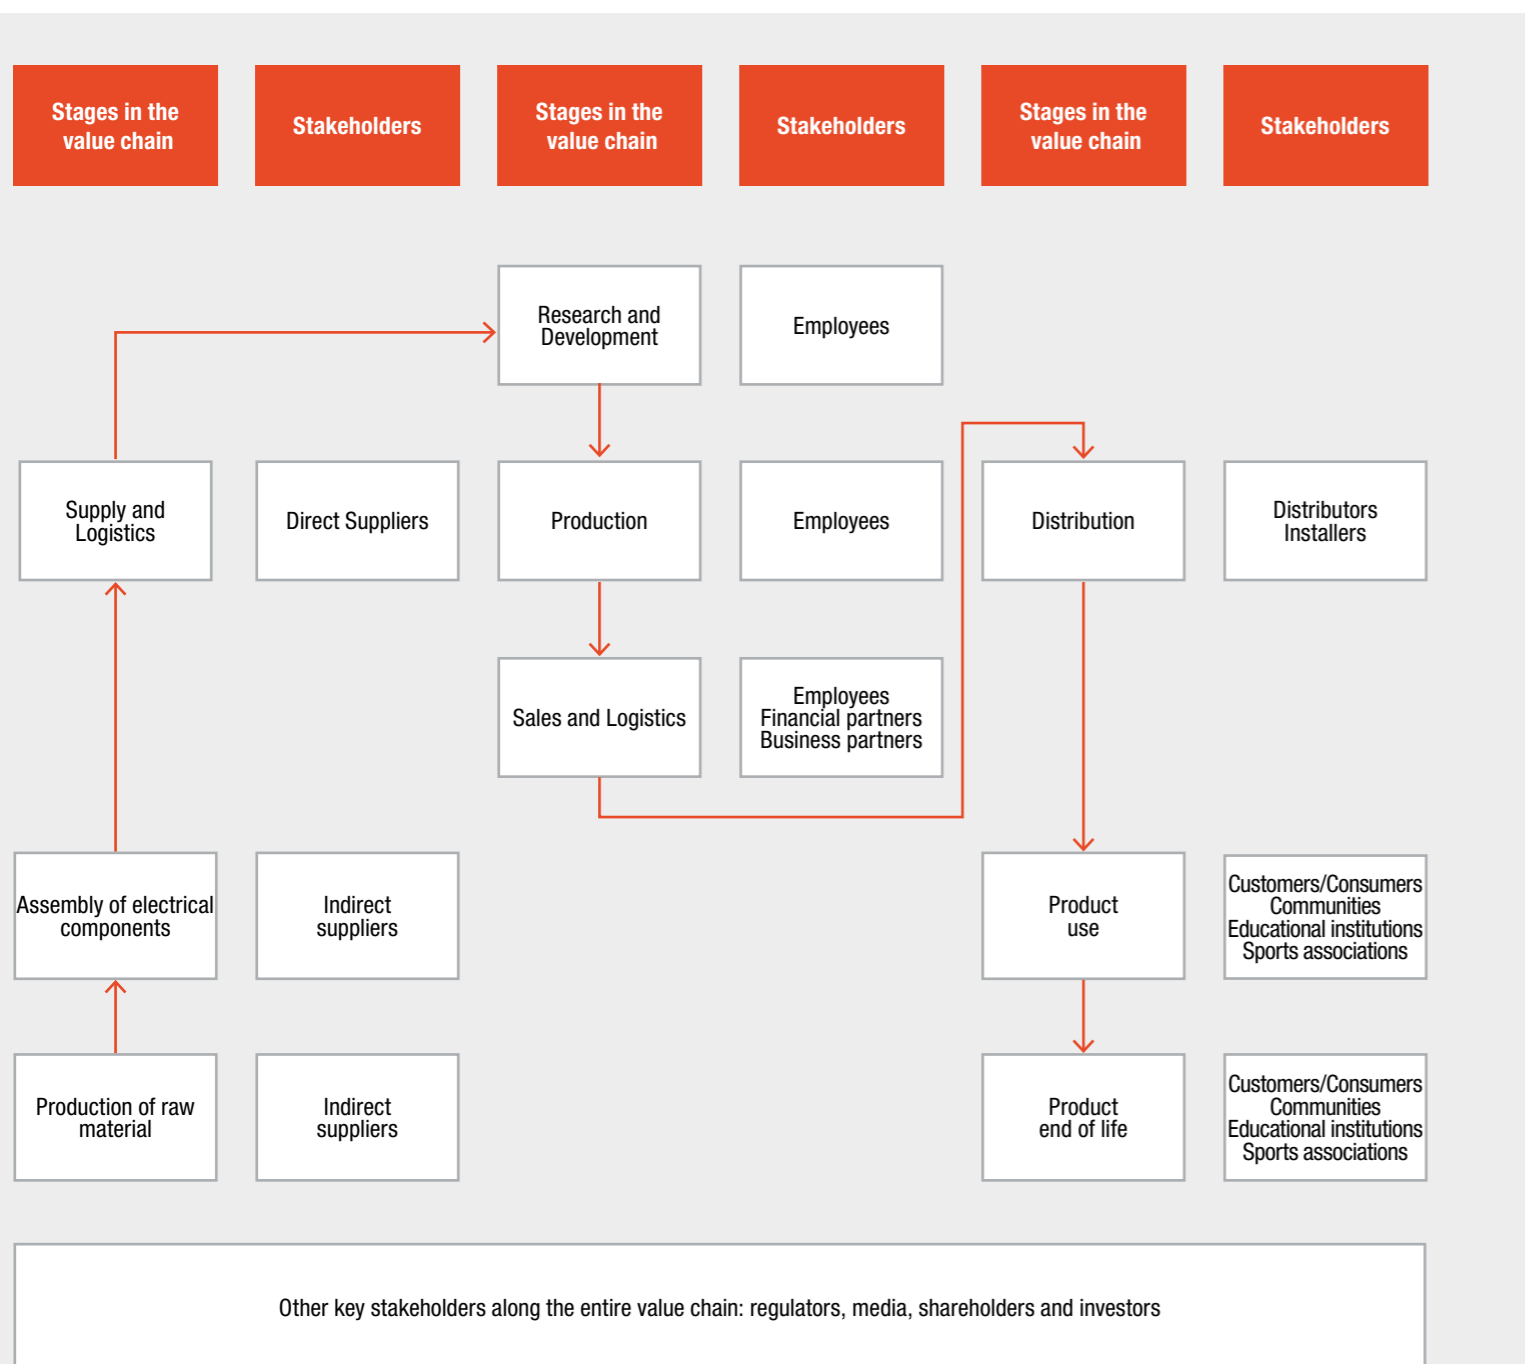 Stages in the
value chain
Stakeholders
Stages in the
value chain
Stakeholders
Stages in the
value chain
Stakeholders
Research and
Development
Employees
Supply and
Logistics
Direct Suppliers
Production
Employees
Distribution
Distributors
Installers
Sales and Logistics
Employees
Financial partners
Business partners
Assembly of electrical
components
Indirect
suppliers
Product
use
Customers/Consumers
Communities
Educational institutions
Sports associations
Production of raw
material
Indirect
suppliers
Product
end of life
Customers/Consumers
Communities
Educational institutions
Sports associations
Other key stakeholders along the entire value chain: regulators, media, shareholders and investors